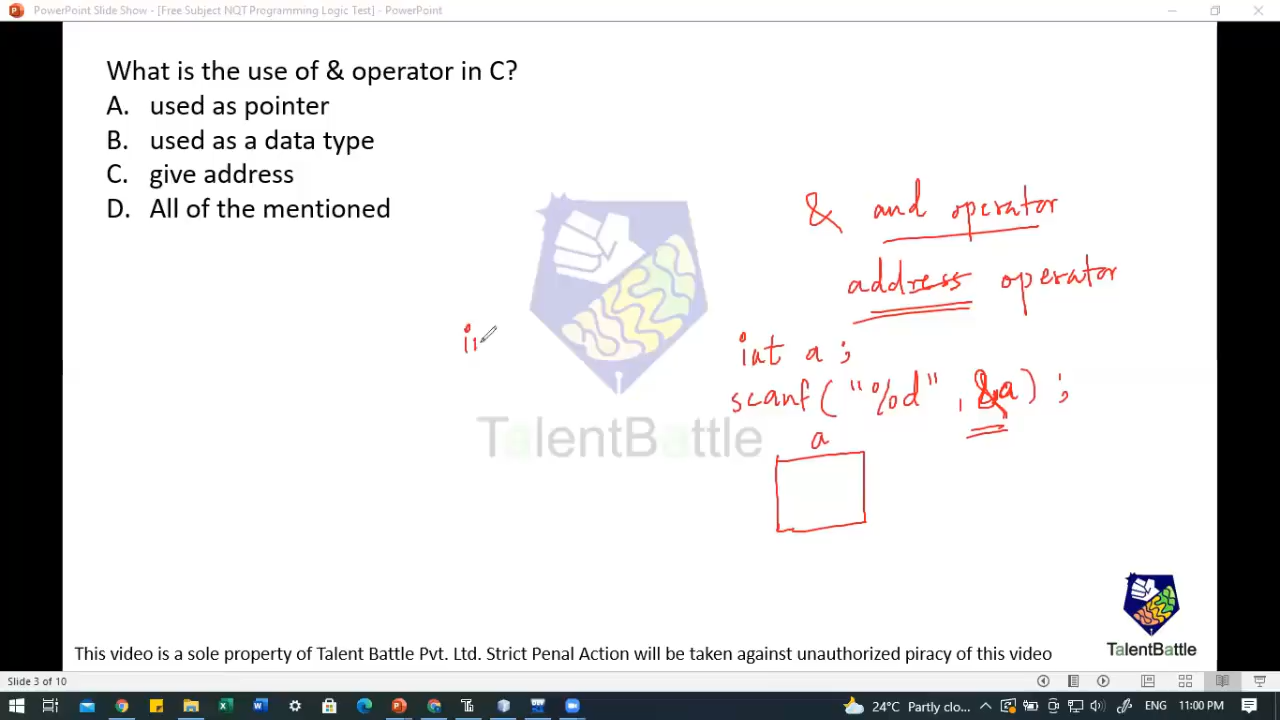 PowerPoint Slide Show - [Free Subject NQT Programming Logic Test] - PowerPoint
What is the use of & operator in C?
A. used as pointer
B. used as a data type
C. give address
D. All of the mentioned
& and operator
address operator
int a ;
scanf ( "%d" , &a ) ;
a
TalentBattle
TalentBattle
This video is a sole property of Talent Battle Pvt. Ltd. Strict Penal Action will be taken against unauthorized piracy of this video
Slide 3 of 10
24°C Partly clo... 11:00 PM